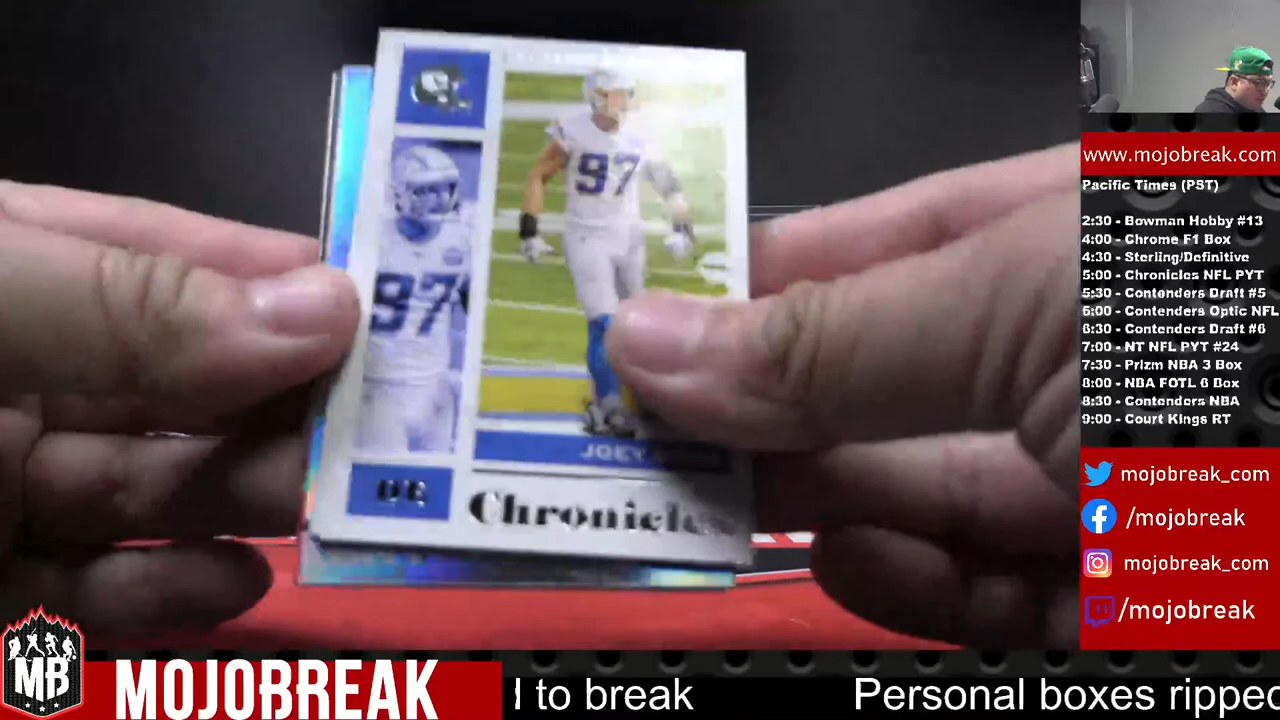 97
97
JOEY
DE
Chronicles
www.mojobreak.com
Pacific Times (PST)
2:30 - Bowman Hobby #13
4:00 - Chrome F1 Box
4:30 - Sterling/Definitive
5:00 - Chronicles NFL PYT
5:30 - Contenders Draft #5
6:00 - Contenders Optic NFL
6:30 - Contenders Draft #6
7:00 - NT NFL PYT #24
7:30 - Prizm NBA 3 Box
8:00 - NBA FOTL 6 Box
8:30 - Contenders NBA
9:00 - Court Kings RT
mojobreak_com
/mojobreak
mojobreak_com
/mojobreak
MB
MOJOBREAK
to break
Personal boxes ripped